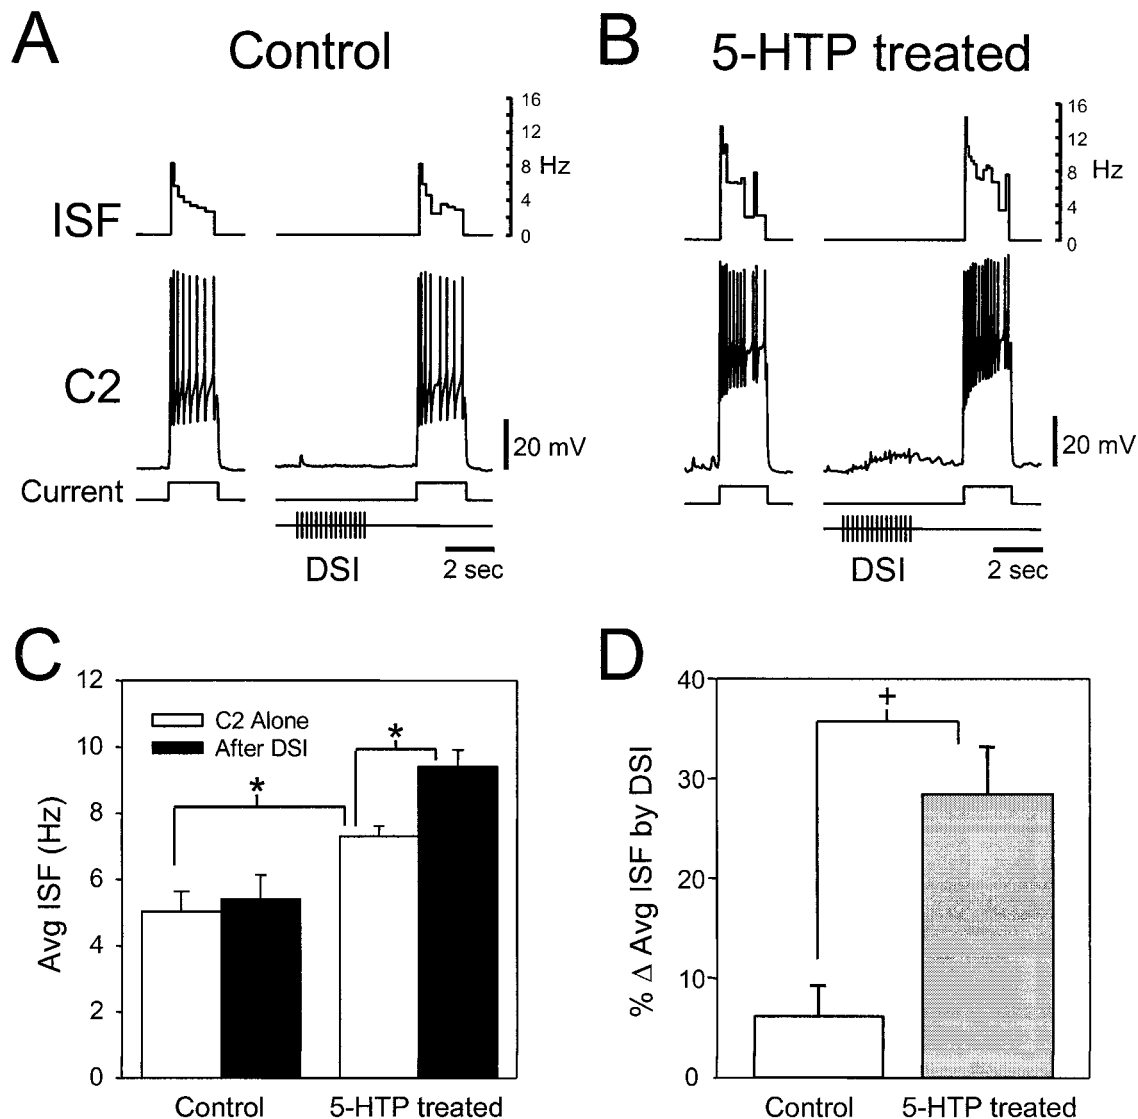 A
Control
B
5-HTP treated
16
12
Hz
8
4
0
ISF
16
12
8
Hz
4
0
C2
20 mV
20 mV
Current
DSI
2 sec
DSI
2 sec
C
12
10
8
6
4
2
0
Avg ISF (Hz)
C2 Alone
After DSI
*
*
Control
5-HTP treated
D
40
30
20
10
0
% Δ Avg ISF by DSI
+
Control
5-HTP treated